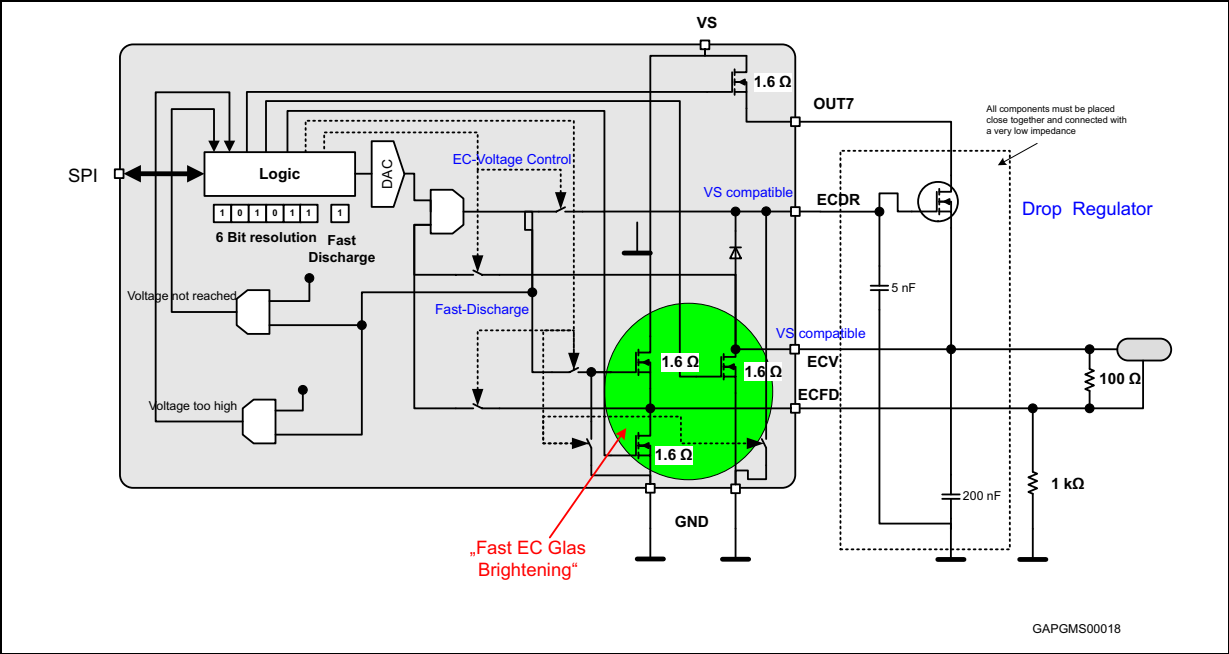 VS
1.6 Ω
OUT7
All components must be placed
close together and connected with
a very low impedance
SPI
Logic
DAC
EC-Voltage Control
VS compatible
ECDR
Drop Regulator
1 0 1 0 1 1 1
6 Bit resolution
Fast
Discharge
Voltage not reached
5 nF
Fast-Discharge
VS compatible
1.6 Ω
1.6 Ω
ECV
100 Ω
ECFD
Voltage too high
1.6 Ω
200 nF
1 kΩ
GND
„Fast EC Glas
Brightening“
GAPGMS00018